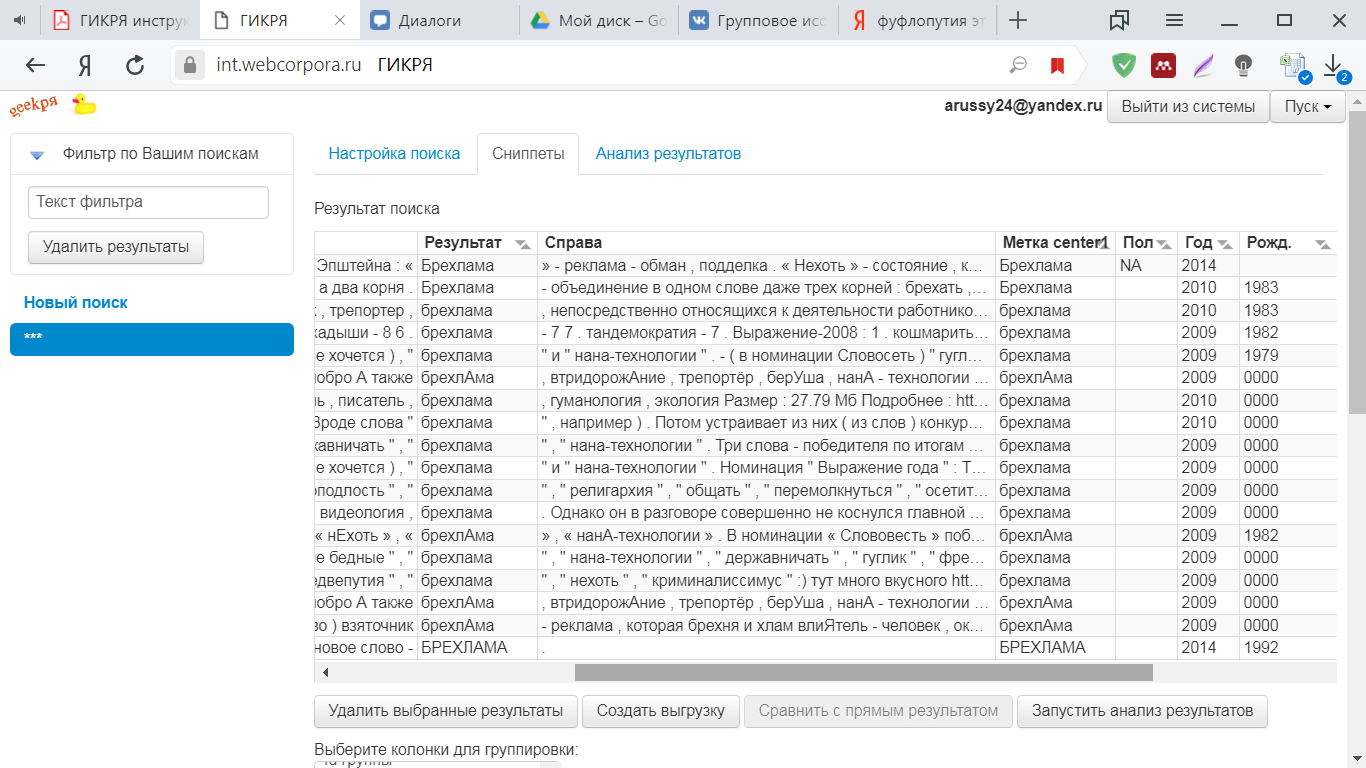 ГИКРЯ инструк ГИКРЯ Диалоги Мой диск – Go Групповое исс фуфлопутия эт
Я int.webcorpora.ru ГИКРЯ 2
geekря arussy24@yandex.ru Выйти из системы Пуск
Фильтр по Вашим поискам
Текст фильтра
Удалить результаты
Новый поиск
***
Настройка поиска Сниппеты Анализ результатов
Результат поиска
Результат Справа Метка center1 Пол Год Рожд.
Эпштейна : « Брехлама » - реклама - обман , подделка . « Нехоть » - состояние , к... Брехлама NA 2014
а два корня . Брехлама - объединение в одном слове даже трех корней : брехать ,... Брехлама 2010 1983
, трепортер , брехлама , непосредственно относящихся к деятельности работнико... брехлама 2010 1983
кадыши - 8 6 . брехлама - 7 7 . тандемократия - 7 . Выражение-2008 : 1 . кошмарить... брехлама 2009 1982
е хочется ) , " брехлама " и " нана-технологии " . - ( в номинации Словосеть ) " гугл... брехлама 2009 1979
обро А также брехлАма , втридорожАние , трепортёр , берУша , нанА - технологии ... брехлАма 2009 0000
ь , писатель , брехлама , гуманология , экология Размер : 27.79 Мб Подробнее : htt... брехлама 2010 0000
Вроде слова " брехлама " , например ) . Потом устраивает из них ( из слов ) конкур... брехлама 2010 0000
жавничать " , " брехлама " , " нана-технологии " . Три слова - победителя по итогам ... брехлама 2009 0000
е хочется ) , " брехлама " и " нана-технологии " . Номинация " Выражение года " : Т... брехлама 2009 0000
оподлость " , " брехлама " , " религархия " , " общать " , " перемолкнуться " , " осетит... брехлама 2009 0000
видеология , брехлама . Однако он в разговоре совершенно не коснулся главной ... брехлама 2009 0000
« нЕхоть » , « брехлАма » , « нанА-технологии » . В номинации « Слововесть » поб... брехлАма 2009 1982
е бедные " , " брехлама " , " нана-технологии " , " державничать " , " гуглик " , " фре... брехлама 2009 0000
едвепутия " , " брехлама " , " нехоть " , " криминалиссимус " :) тут много вкусного htt... брехлама 2009 0000
обро А также брехлАма , втридорожАние , трепортёр , берУша , нанА - технологии ... брехлАма 2009 0000
во ) взяточник брехлАма - реклама , которая брехня и хлам влиЯтель - человек , ок... брехлАма 2009 0000
новое слово - БРЕХЛАМА . БРЕХЛАМА 2014 1992
Удалить выбранные результаты Создать выгрузку Сравнить с прямым результатом Запустить анализ результатов
Выберите колонки для группировки: